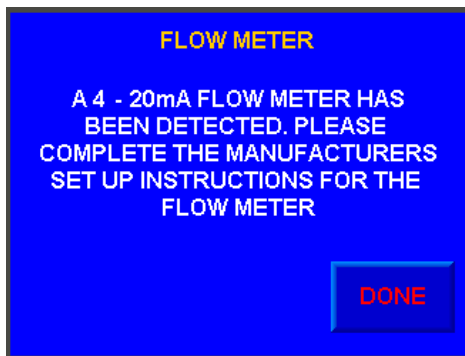 FLOW METER
A 4 - 20mA FLOW METER HAS
BEEN DETECTED. PLEASE
COMPLETE THE MANUFACTURERS
SET UP INSTRUCTIONS FOR THE
FLOW METER
DONE